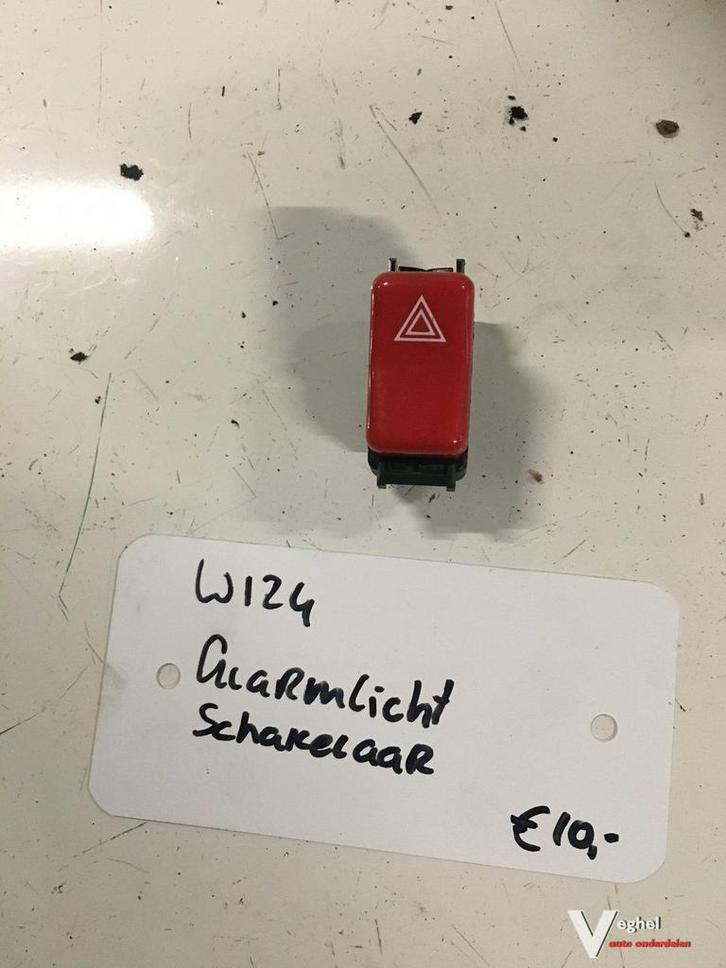 W124
Alarmlicht
Schakelaar
€10,-
Veghel
auto onderdelen